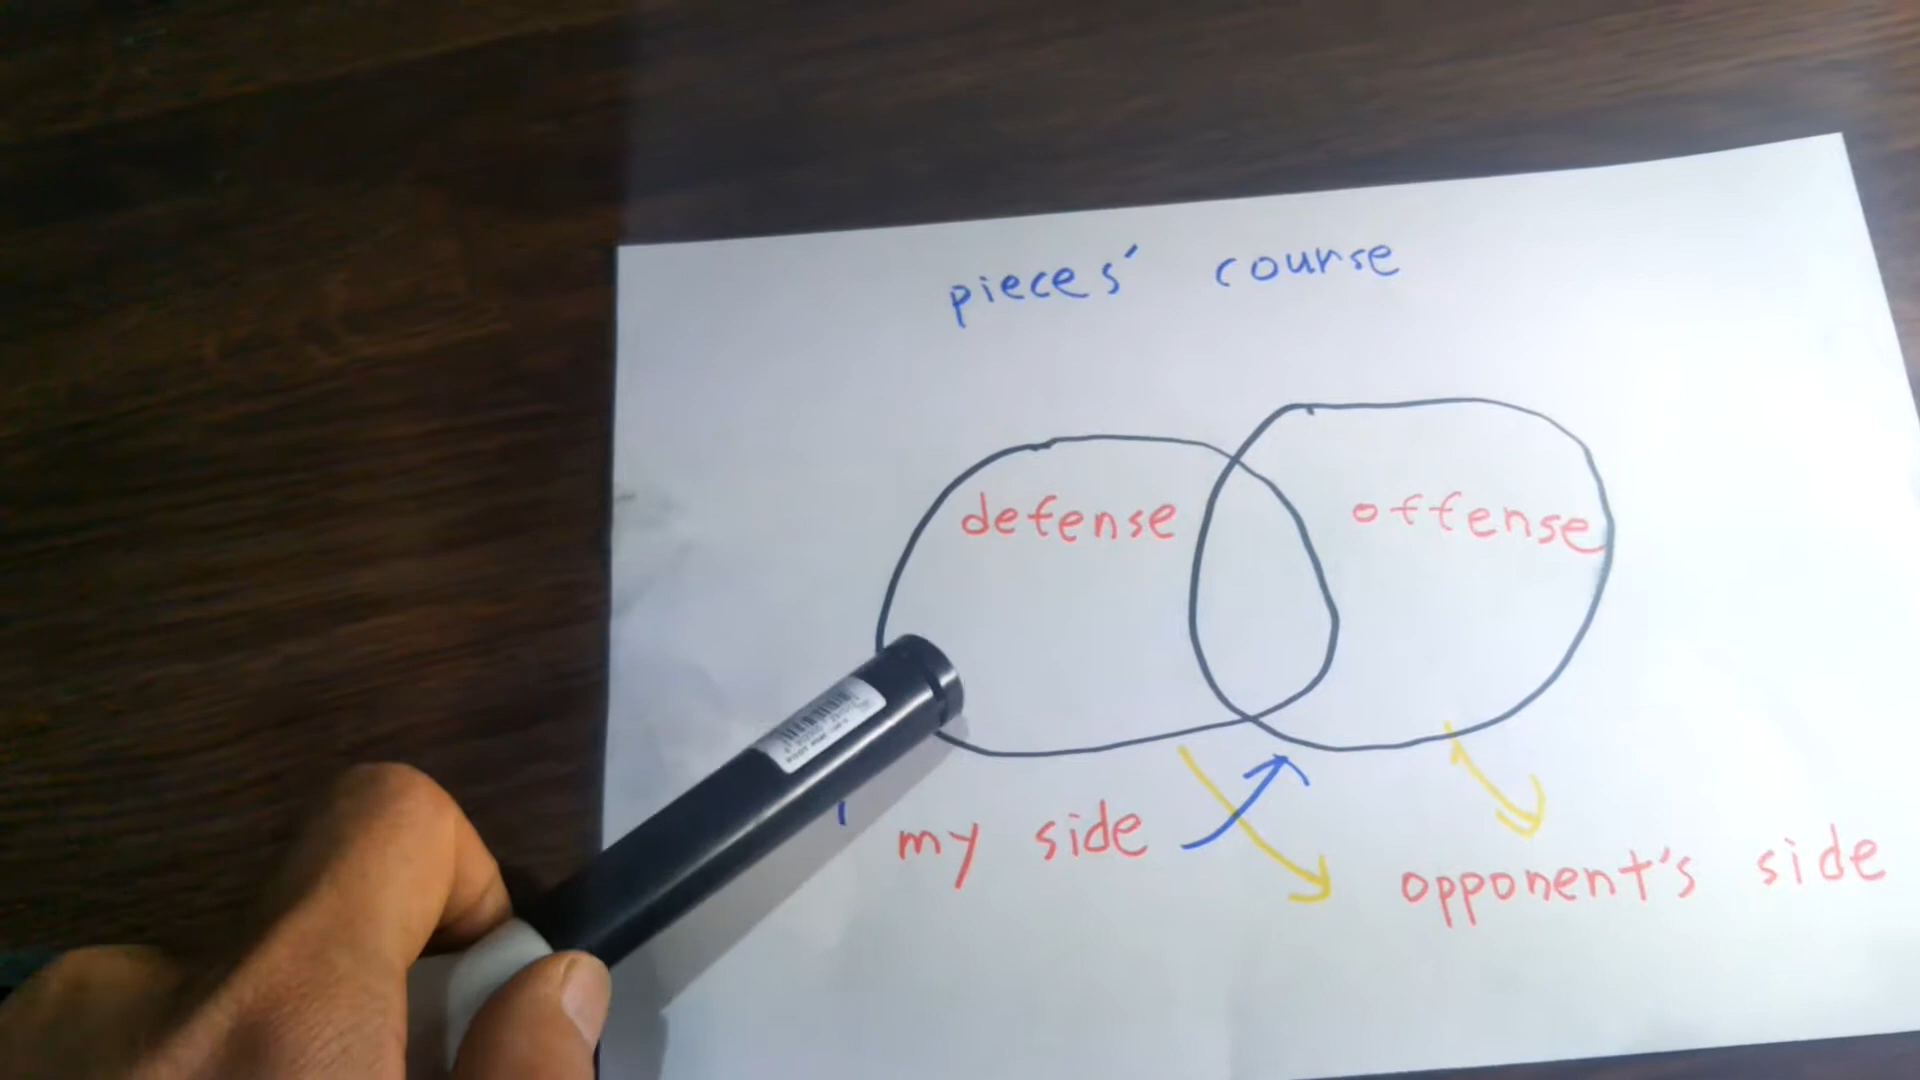 pieces' course
defense offense
my side
opponent's side